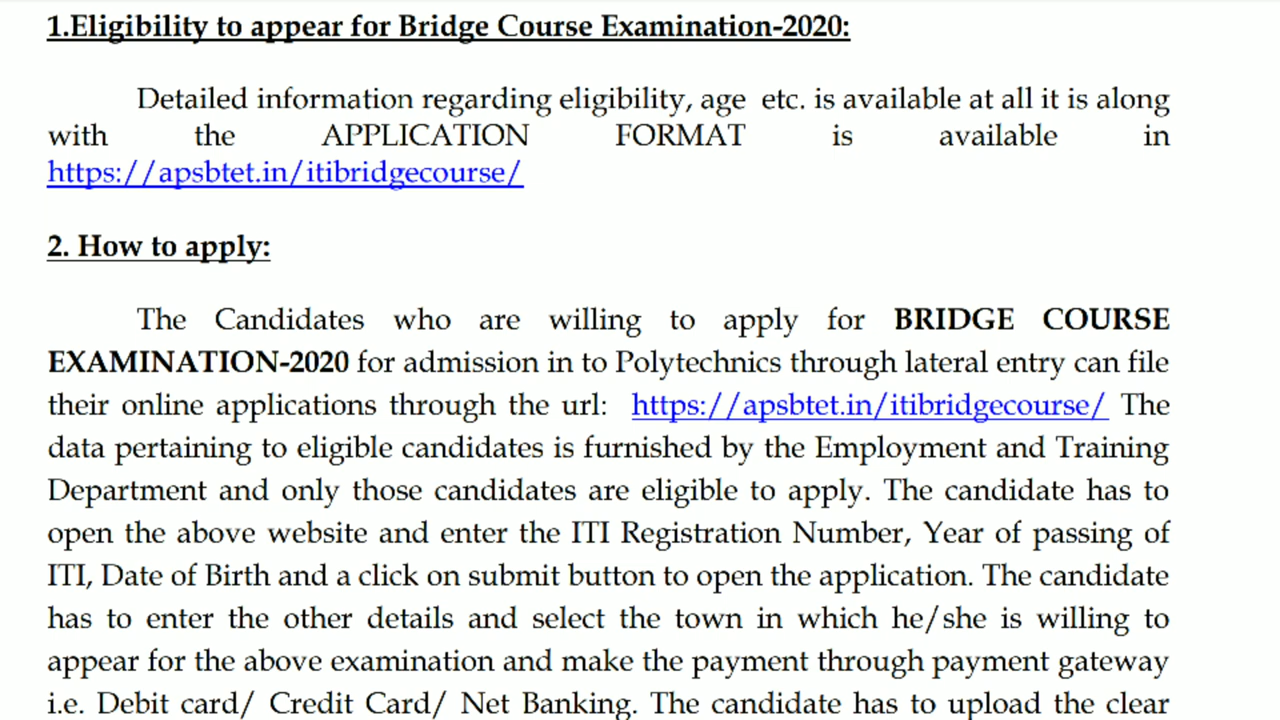 1.Eligibility to appear for Bridge Course Examination-2020:
Detailed information regarding eligibility, age etc. is available at all it is along
with the APPLICATION FORMAT is available in
https://apsbtet.in/itibridgecourse/
2. How to apply:
The Candidates who are willing to apply for BRIDGE COURSE
EXAMINATION-2020 for admission in to Polytechnics through lateral entry can file
their online applications through the url: https://apsbtet.in/itibridgecourse/ The
data pertaining to eligible candidates is furnished by the Employment and Training
Department and only those candidates are eligible to apply. The candidate has to
open the above website and enter the ITI Registration Number, Year of passing of
ITI, Date of Birth and a click on submit button to open the application. The candidate
has to enter the other details and select the town in which he/she is willing to
appear for the above examination and make the payment through payment gateway
i.e. Debit card/ Credit Card/ Net Banking. The candidate has to upload the clear